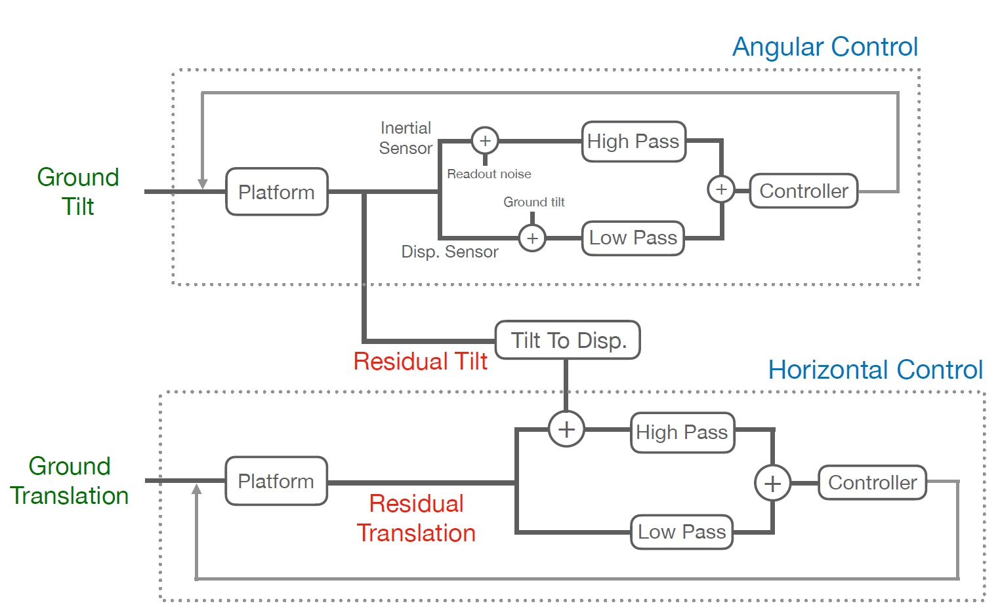 Angular Control
Inertial
Sensor
+
High Pass
Readout noise
Ground
Tilt
Platform
+
Controller
Ground tilt
+
Low Pass
Disp. Sensor
Tilt To Disp.
Residual Tilt
Horizontal Control
+
High Pass
Ground
Translation
Platform
+
Controller
Residual
Translation
Low Pass